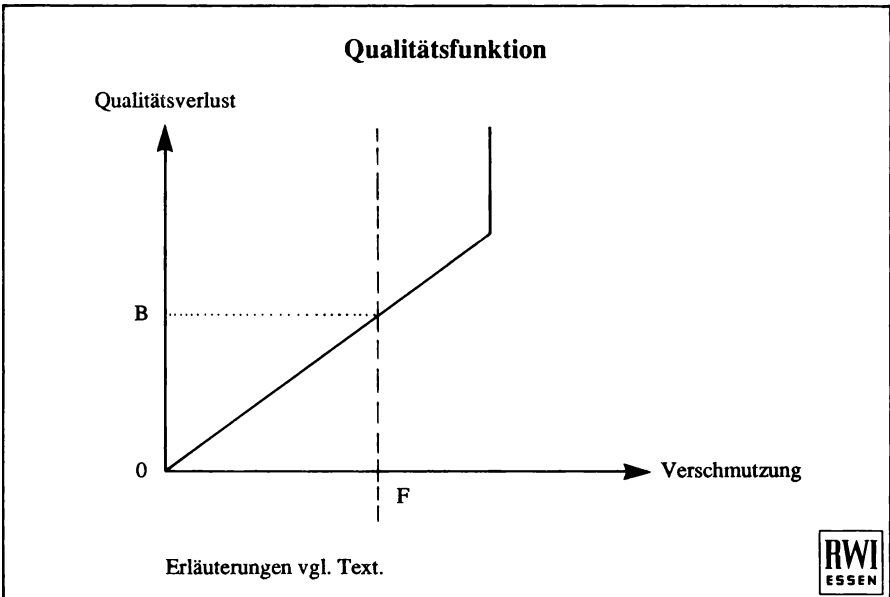 Qualitätsfunktion
Qualitätsverlust
B
0
Verschmutzung
F
Erläuterungen vgl. Text.
RWI
ESSEN